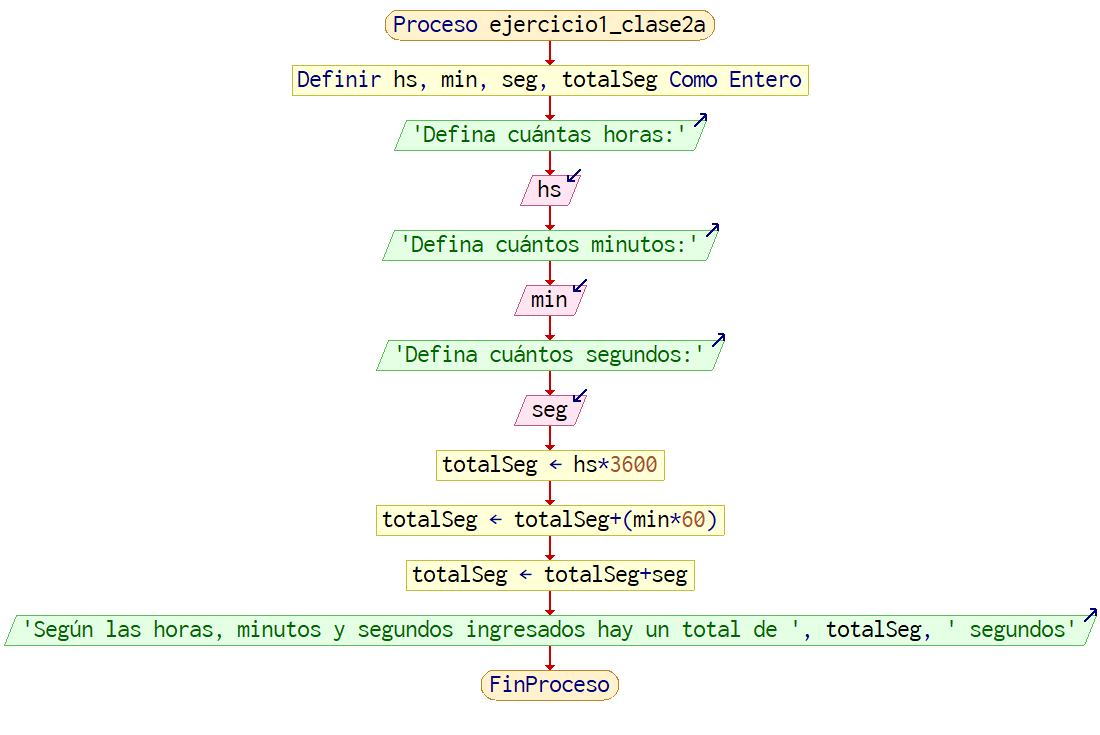 Proceso ejercicio1_clase2a
Definir hs, min, seg, totalSeg Como Entero
'Defina cuántas horas:'
hs
'Defina cuántos minutos:'
min
'Defina cuántos segundos:'
seg
totalSeg ← hs*3600
totalSeg ← totalSeg+(min*60)
totalSeg ← totalSeg+seg
'Según las horas, minutos y segundos ingresados hay un total de ', totalSeg, ' segundos'
FinProceso